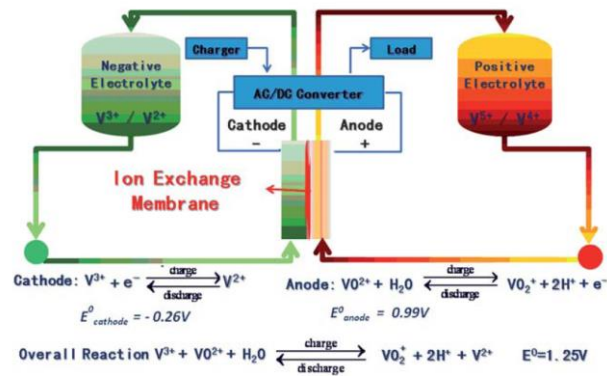 Charger
Load
Negative
Electrolyte
V³⁺ / V²⁺
AC/DC Converter
Positive
Electrolyte
V⁵⁺ / V⁴⁺
Cathode
-
Anode
+
Ion Exchange
Membrane
Cathode: V³⁺ + e⁻ charge discharge V²⁺
E⁰cathode = - 0.26V
Anode: VO²⁺ + H₂O charge discharge VO₂⁺ + 2H⁺ + e⁻
E⁰anode = 0.99V
Overall Reaction V³⁺ + VO²⁺ + H₂O charge discharge VO₂⁺ + 2H⁺ + V²⁺ E⁰=1.25V